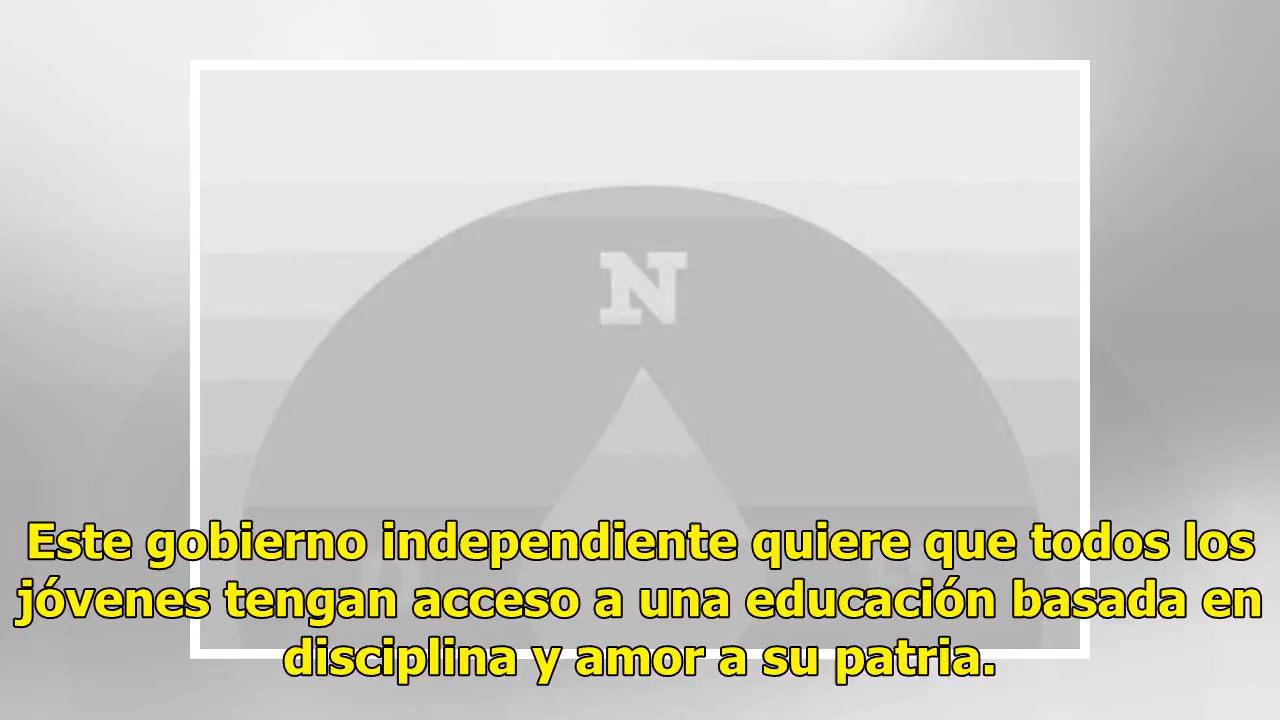 N
Este gobierno independiente quiere que todos los
jóvenes tengan acceso a una educación basada en
disciplina y amor a su patria.